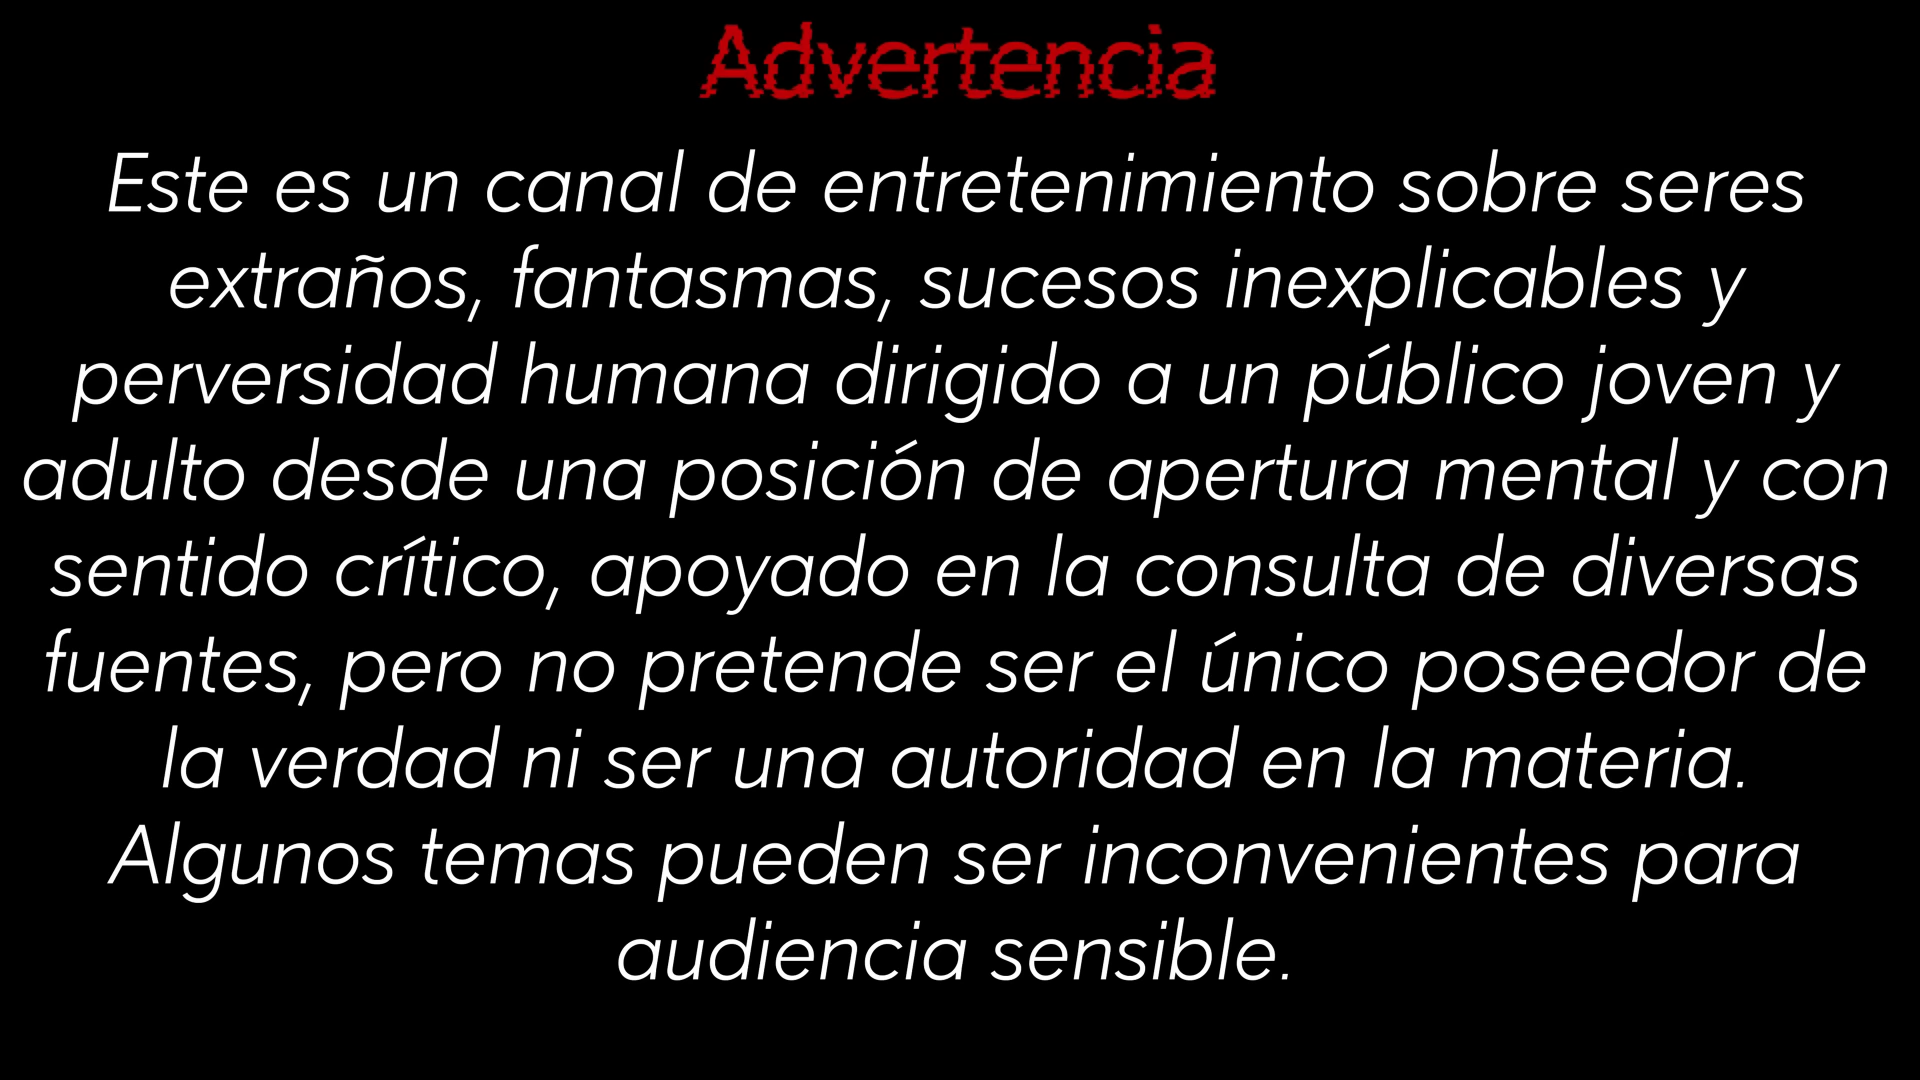 Advertencia
Este es un canal de entretenimiento sobre seres
extraños, fantasmas, sucesos inexplicables y
perversidad humana dirigido a un público joven y
adulto desde una posición de apertura mental y con
sentido crítico, apoyado en la consulta de diversas
fuentes, pero no pretende ser el único poseedor de
la verdad ni ser una autoridad en la materia.
Algunos temas pueden ser inconvenientes para
audiencia sensible.